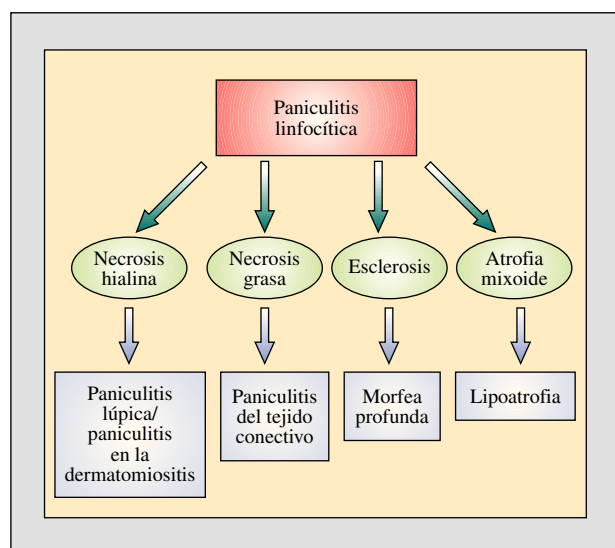 Paniculitis
linfocítica
Necrosis
hialina
Necrosis
grasa
Esclerosis
Atrofia
mixoide
Paniculitis
lúpica/
paniculitis
en la
dermatomiositis
Paniculitis
del tejido
conectivo
Morfea
profunda
Lipoatrofia